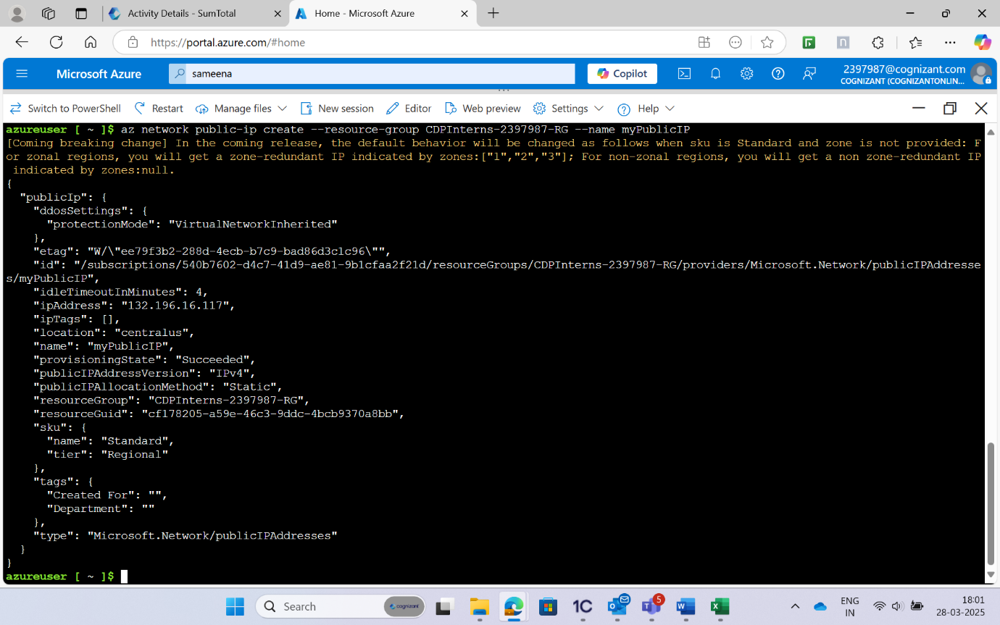 Activity Details - SumTotal
Home - Microsoft Azure
https://portal.azure.com/#home
Microsoft Azure
sameena
Copilot
2397987@cognizant.com
COGNIZANT (COGNIZANTONLIN...
Switch to PowerShell
Restart
Manage files
New session
Editor
Web preview
Settings
Help
azureuser [ ~ ]$ az network public-ip create --resource-group CDPInterns-2397987-RG --name myPublicIP
[Coming breaking change] In the coming release, the default behavior will be changed as follows when sku is Standard and zone is not provided: F
or zonal regions, you will get a zone-redundant IP indicated by zones:["1","2","3"]; For non-zonal regions, you will get a non zone-redundant IP
 indicated by zones:null.
{
  "publicIp": {
    "ddosSettings": {
      "protectionMode": "VirtualNetworkInherited"
    },
    "etag": "W/\"ee79f3b2-288d-4ecb-b7c9-bad86d3c1c96\"",
    "id": "/subscriptions/540b7602-d4c7-41d9-ae81-9b1cfaa2f21d/resourceGroups/CDPInterns-2397987-RG/providers/Microsoft.Network/publicIPAddresse
s/myPublicIP",
    "idleTimeoutInMinutes": 4,
    "ipAddress": "132.196.16.117",
    "ipTags": [],
    "location": "centralus",
    "name": "myPublicIP",
    "provisioningState": "Succeeded",
    "publicIPAddressVersion": "IPv4",
    "publicIPAllocationMethod": "Static",
    "resourceGroup": "CDPInterns-2397987-RG",
    "resourceGuid": "cf178205-a59e-46c3-9ddc-4bcb9370a8bb",
    "sku": {
      "name": "Standard",
      "tier": "Regional"
    },
    "tags": {
      "Created For": "",
      "Department": ""
    },
    "type": "Microsoft.Network/publicIPAddresses"
  }
}
azureuser [ ~ ]$
Search
cognizant
1C
5
ENG
IN
18:01
28-03-2025